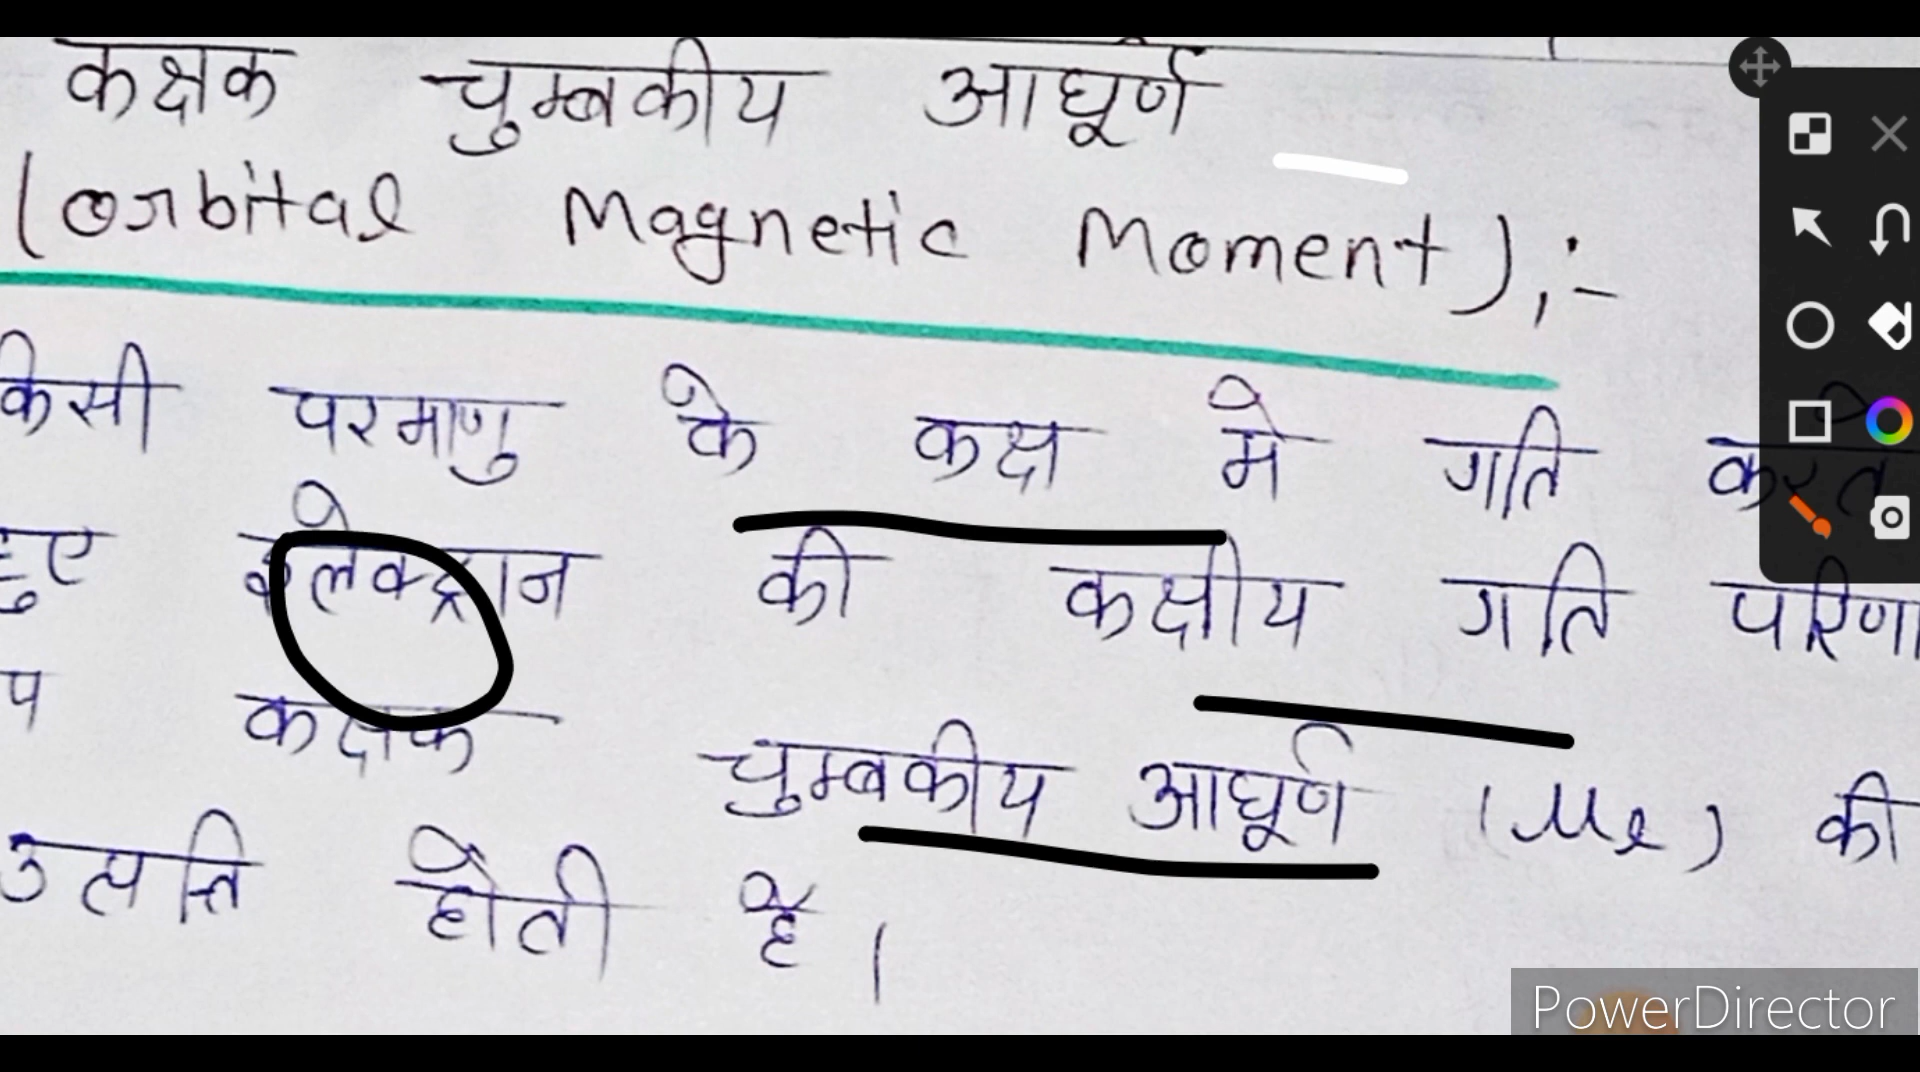 कक्षक चुम्बकीय आघूर्ण
(Orbital Magnetic Moment):-
किसी परमाणु के कक्ष मे गति करते
हुए इलेक्ट्रान की कक्षीय गति परिणा
प कक्षक चुम्बकीय आघूर्ण (μl) की
उत्पत्ति होती है।
PowerDirector